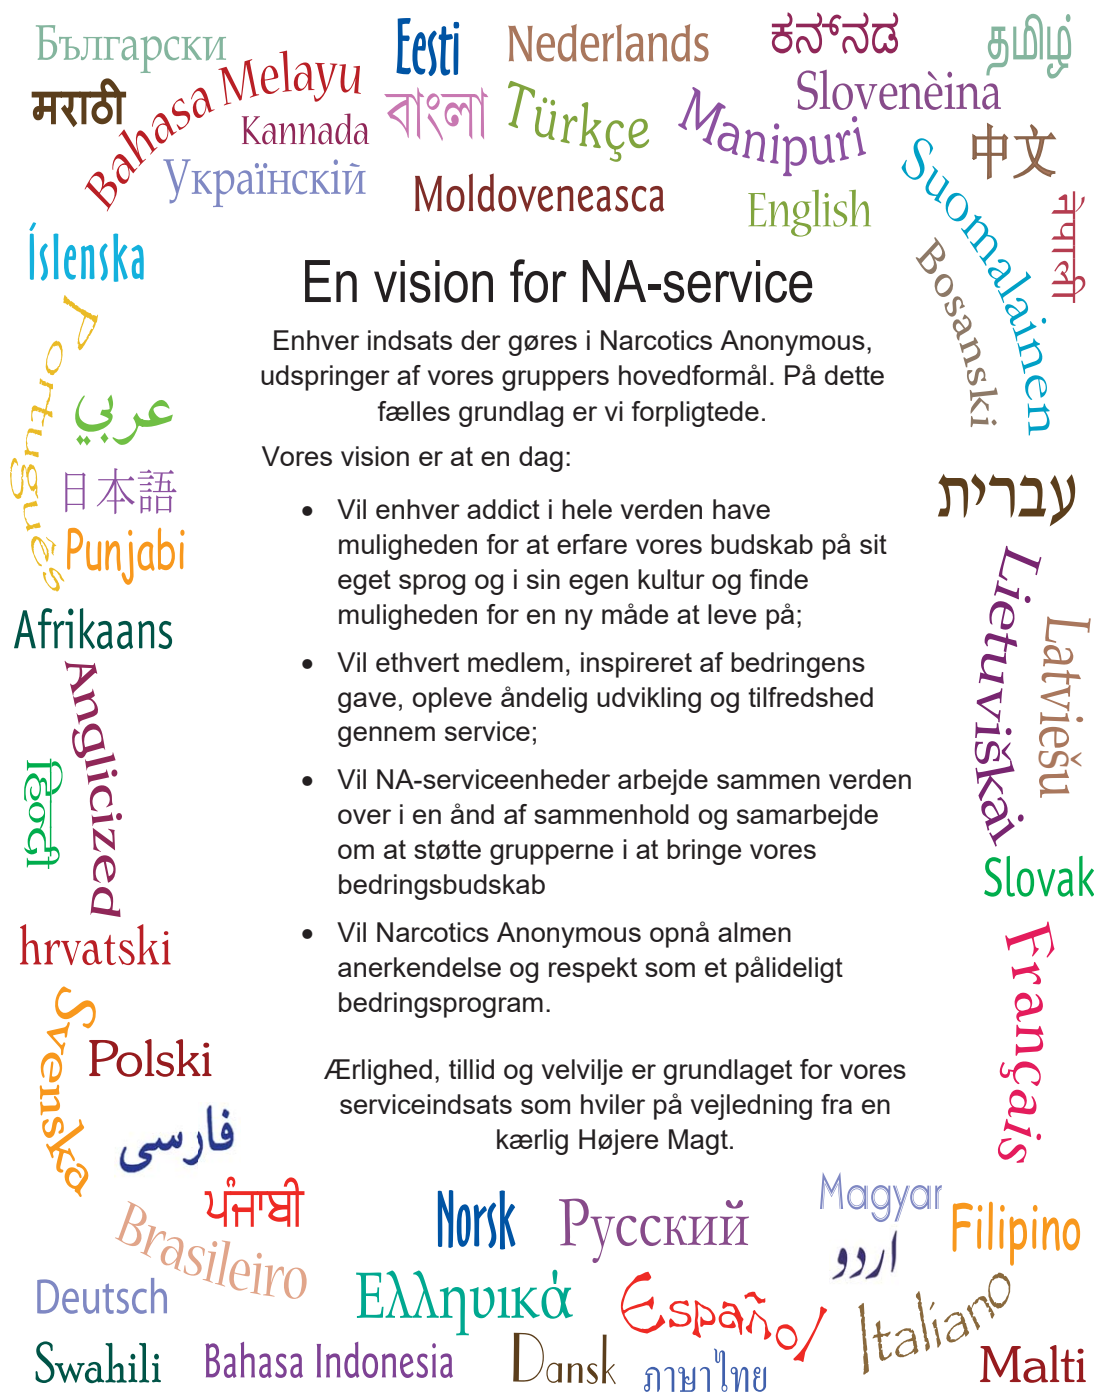 Български
Eesti
Nederlands
ಕನ್ನಡ
தமிழ்
मराठी
Bahasa Melayu
Kannada
বাংলা
Türkçe
Manipuri
Slovenèina
中文
Українскій
Moldoveneasca
English
Suomalainen
नेपाली
Íslenska
Bosanski
En vision for NA-service
Enhver indsats der gøres i Narcotics Anonymous,
udspringer af vores gruppers hovedformål. På dette
fælles grundlag er vi forpligtede.
Vores vision er at en dag:
• Vil enhver addict i hele verden have
muligheden for at erfare vores budskab på sit
eget sprog og i sin egen kultur og finde
muligheden for en ny måde at leve på;
• Vil ethvert medlem, inspireret af bedringens
gave, opleve åndelig udvikling og tilfredshed
gennem service;
• Vil NA-serviceenheder arbejde sammen verden
over i en ånd af sammenhold og samarbejde
om at støtte grupperne i at bringe vores
bedringsbudskab
• Vil Narcotics Anonymous opnå almen
anerkendelse og respekt som et pålideligt
bedringsprogram.
Ærlighed, tillid og velvilje er grundlaget for vores
serviceindsats som hviler på vejledning fra en
kærlig Højere Magt.
Português
عربي
日本語
Punjabi
Afrikaans
Anglicized
हिन्दी
hrvatski
Svenska
Polski
فارسی
עברית
Lietuviškai
Latviešu
Slovak
Français
ਪੰਜਾਬੀ
Brasileiro
Norsk
Русский
Magyar
اردو
Filipino
Deutsch
Ελληυικά
Español
Italiano
Swahili
Bahasa Indonesia
Dansk
ภาษาไทย
Malti